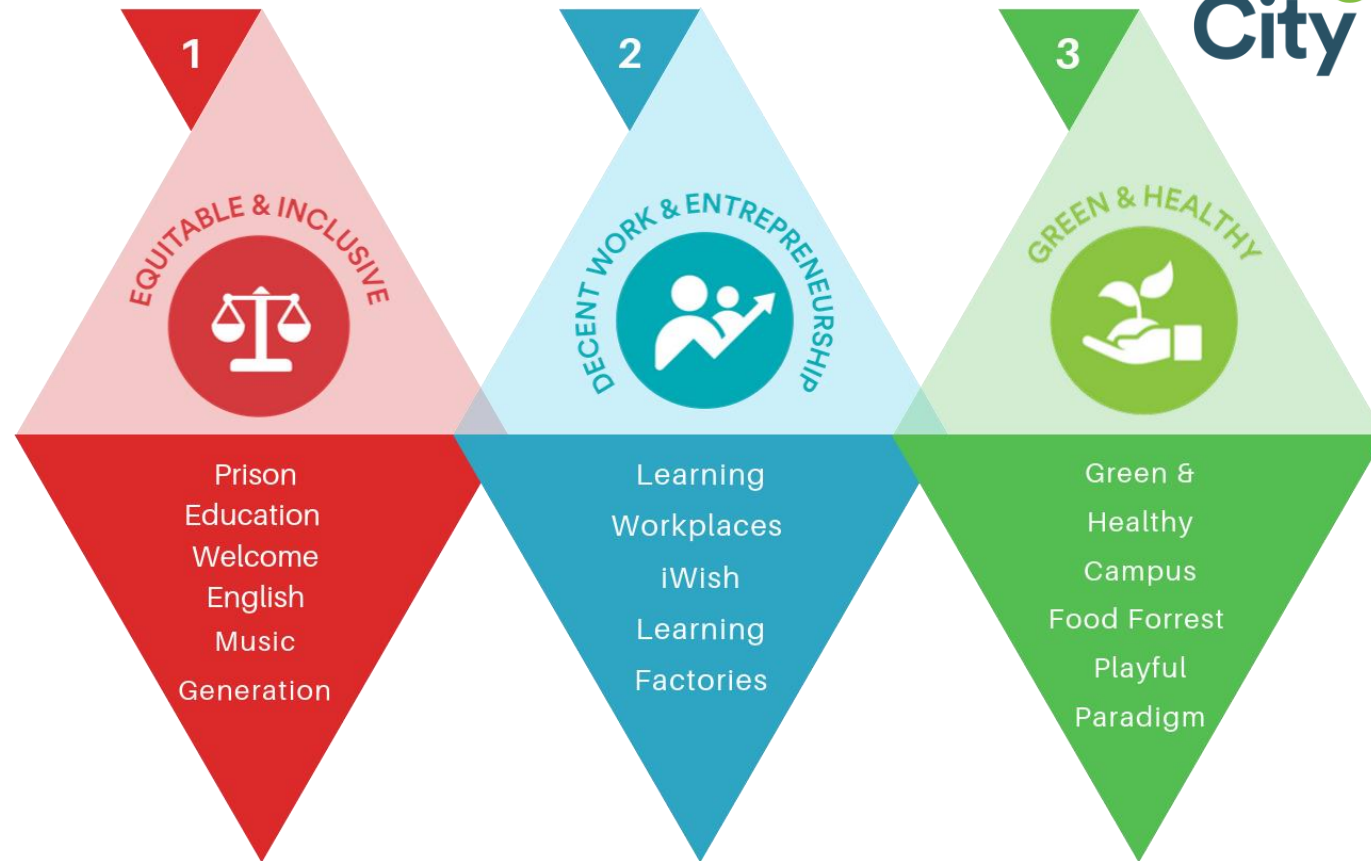 City
1
EQUITABLE & INCLUSIVE
Prison
Education
Welcome
English
Music
Generation
2
DECENT WORK & ENTREPRENEURSHIP
Learning
Workplaces
iWish
Learning
Factories
3
GREEN & HEALTHY
Green &
Healthy
Campus
Food Forrest
Playful
Paradigm